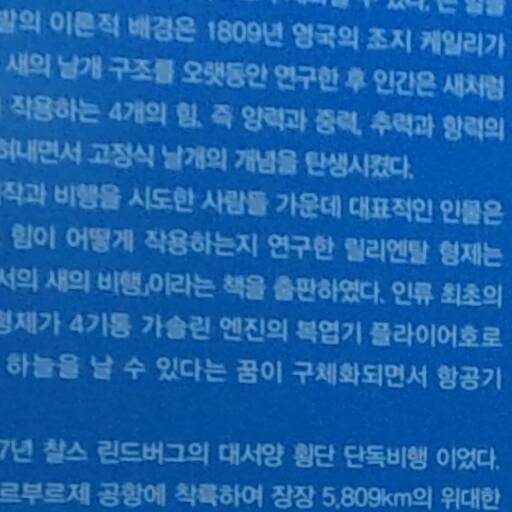 발의 이론적 배경은 1809년 영국의 조지 케일리가
새의 날개 구조를 오랫동안 연구한 후 인간은 새처럼
작용하는 4개의 힘, 즉 양력과 중력, 추력과 항력의
혀내면서 고정식 날개의 개념을 탄생시켰다.
작과 비행을 시도한 사람들 가운데 대표적인 인물은
힘이 어떻게 작용하는지 연구한 릴리엔탈 형제는
서의 새의 비행」이라는 책을 출판하였다. 인류 최초의
형제가 4기통 가솔린 엔진의 복엽기 플라이어호로
하늘을 날 수 있다는 꿈이 구체화되면서 항공기
7년 찰스 린드버그의 대서양 횡단 단독비행 이었다.
르부르제 공항에 착륙하여 장장 5,809km의 위대한